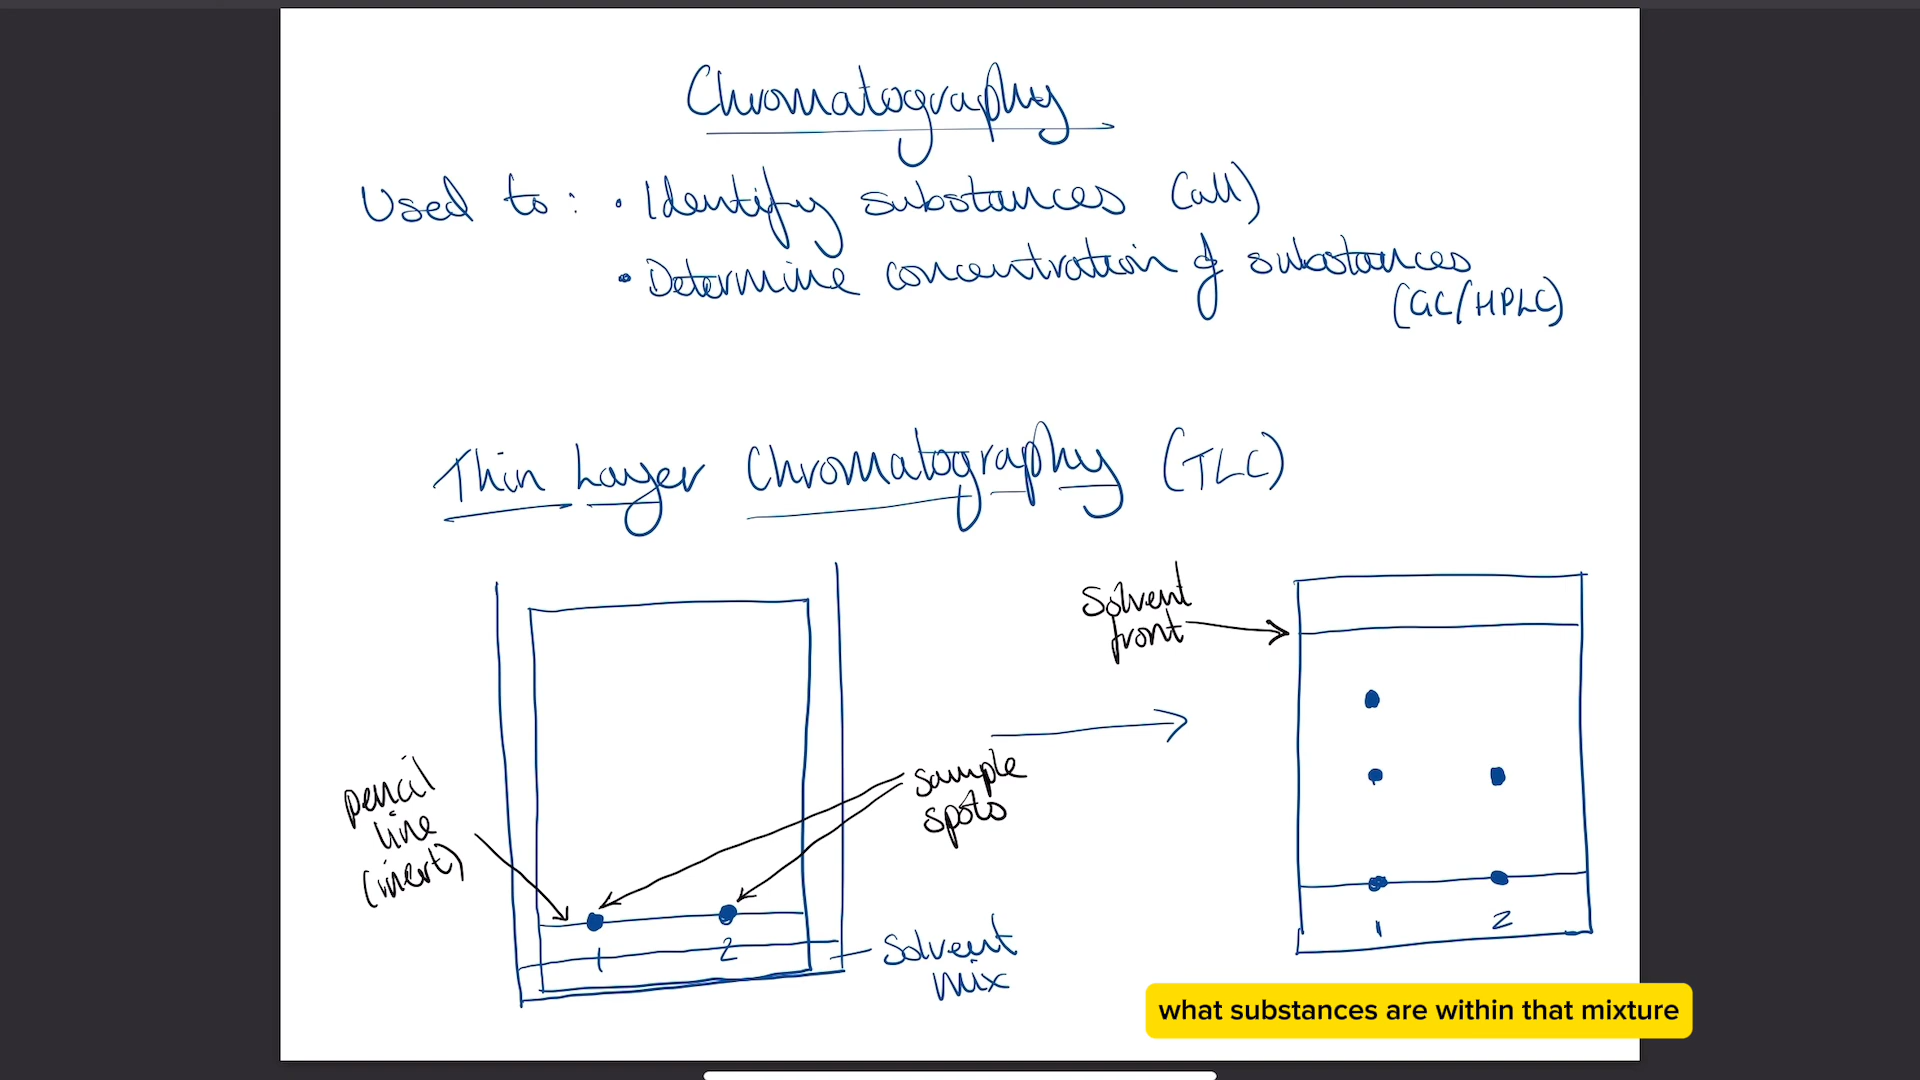 Chromatography
Used to : • Identify substances (all)
• Determine concentration of substances
(GC/HPLC)
Thin Layer Chromatography (TLC)
Solvent
front
pencil
line
(inert)
sample
spots
1 2
Solvent
mix
1 2
what substances are within that mixture